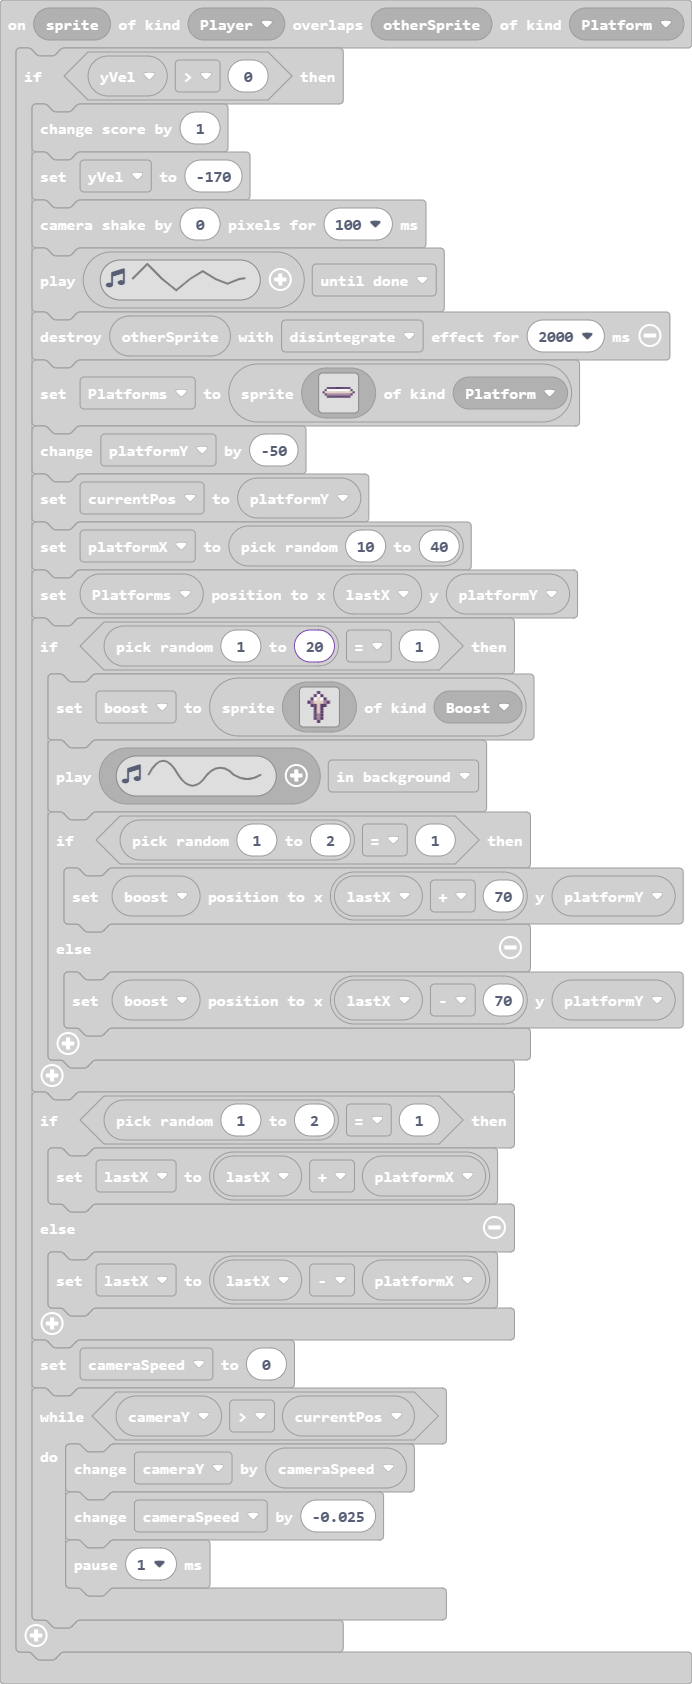 on sprite of kind Player overlaps otherSprite of kind Platform
if yVel > 0 then
change score by 1
set yVel to -170
camera shake by 0 pixels for 100 ms
play until done
destroy otherSprite with disintegrate effect for 2000 ms
set Platforms to sprite of kind Platform
change platformY by -50
set currentPos to platformY
set platformX to pick random 10 to 40
set Platforms position to x lastX y platformY
if pick random 1 to 20 = 1 then
set boost to sprite of kind Boost
play in background
if pick random 1 to 2 = 1 then
set boost position to x lastX + 70 y platformY
else
set boost position to x lastX - 70 y platformY
if pick random 1 to 2 = 1 then
set lastX to lastX + platformX
else
set lastX to lastX - platformX
set cameraSpeed to 0
while cameraY > currentPos
do
change cameraY by cameraSpeed
change cameraSpeed by -0.025
pause 1 ms